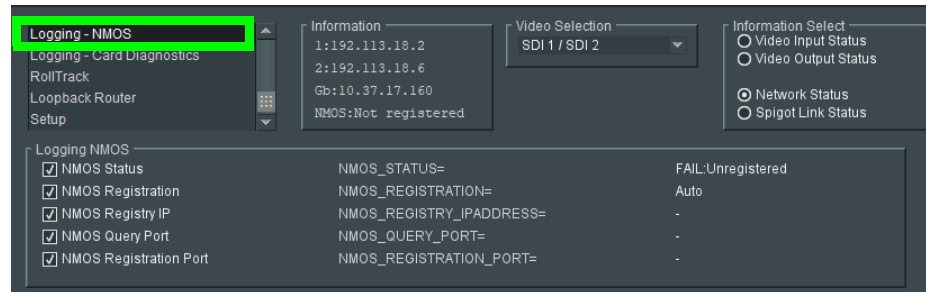 Logging - NMOS
Logging - Card Diagnostics
RollTrack
Loopback Router
Setup
Information
1:192.113.18.2
2:192.113.18.6
Gb:10.37.17.160
NMOS:Not registered
Video Selection
SDI 1 / SDI 2
Information Select
Video Input Status
Video Output Status
Network Status
Spigot Link Status
Logging NMOS
NMOS Status NMOS_STATUS= FAIL:Unregistered
NMOS Registration NMOS_REGISTRATION= Auto
NMOS Registry IP NMOS_REGISTRY_IPADDRESS= -
NMOS Query Port NMOS_QUERY_PORT= -
NMOS Registration Port NMOS_REGISTRATION_PORT= -